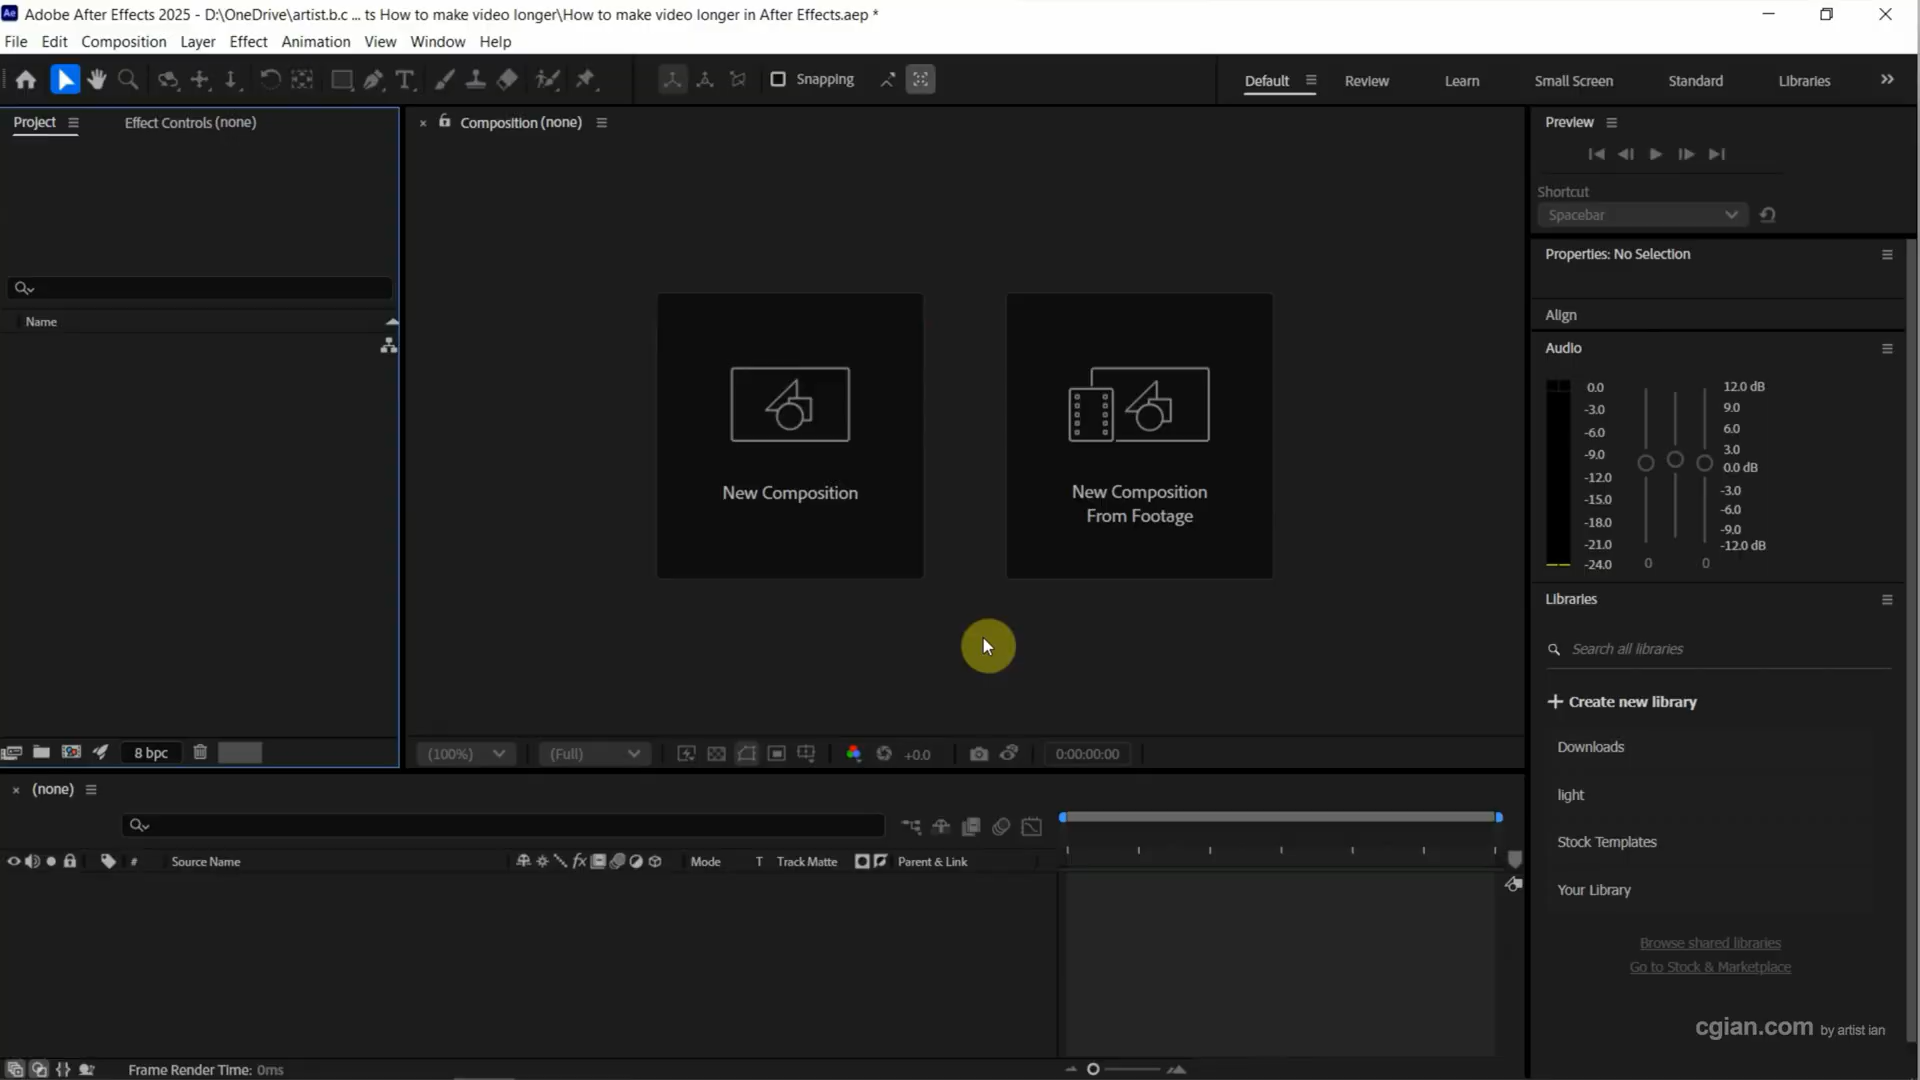 Ae Adobe After Effects 2025 - D:\OneDrive\artist.b.c ... ts How to make video longer\How to make video longer in After Effects.aep *
File Edit Composition Layer Effect Animation View Window Help
Snapping
Default Review Learn Small Screen Standard Libraries
Project Effect Controls (none)
Composition (none)
Name
New Composition
New Composition
From Footage
8 bpc
(100%) (Full) +0.0 0:00:00:00
Preview
Shortcut
Spacebar
Properties: No Selection
Align
Audio
0.0 12.0 dB
-3.0 9.0
-6.0 6.0
-9.0 3.0
0.0 dB
-12.0 -3.0
-15.0 -6.0
-18.0 -9.0
-21.0 -12.0 dB
-24.0 0 0
Libraries
Search all libraries
+ Create new library
Downloads
light
Stock Templates
Your Library
Browse shared libraries
Go to Stock & Marketplace
(none)
# Source Name fx Mode T Track Matte Parent & Link
Frame Render Time: 0ms
cgian.com by artist ian